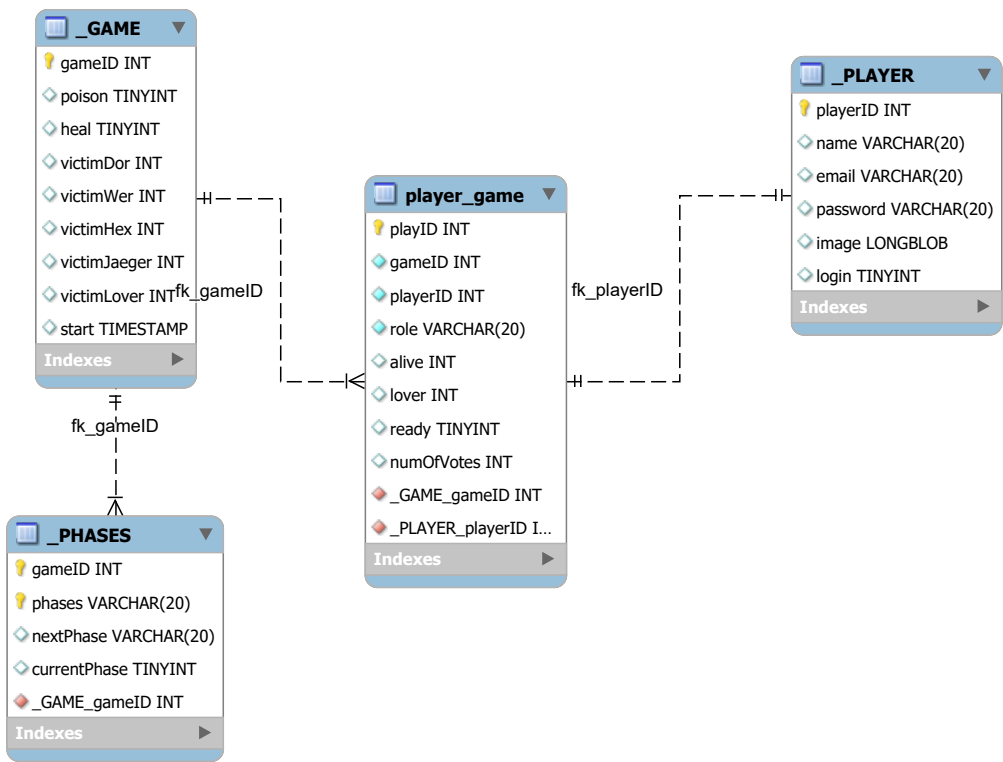 _GAME
gameID INT
poison TINYINT
heal TINYINT
victimDor INT
victimWer INT
victimHex INT
victimJaeger INT
victimLover INT
start TIMESTAMP
Indexes
fk_gameID
fk_gameID
_PHASES
gameID INT
phases VARCHAR(20)
nextPhase VARCHAR(20)
currentPhase TINYINT
_GAME_gameID INT
Indexes
player_game
playID INT
gameID INT
playerID INT
role VARCHAR(20)
alive INT
lover INT
ready TINYINT
numOfVotes INT
_GAME_gameID INT
_PLAYER_playerID I...
Indexes
fk_playerID
_PLAYER
playerID INT
name VARCHAR(20)
email VARCHAR(20)
password VARCHAR(20)
image LONGBLOB
login TINYINT
Indexes